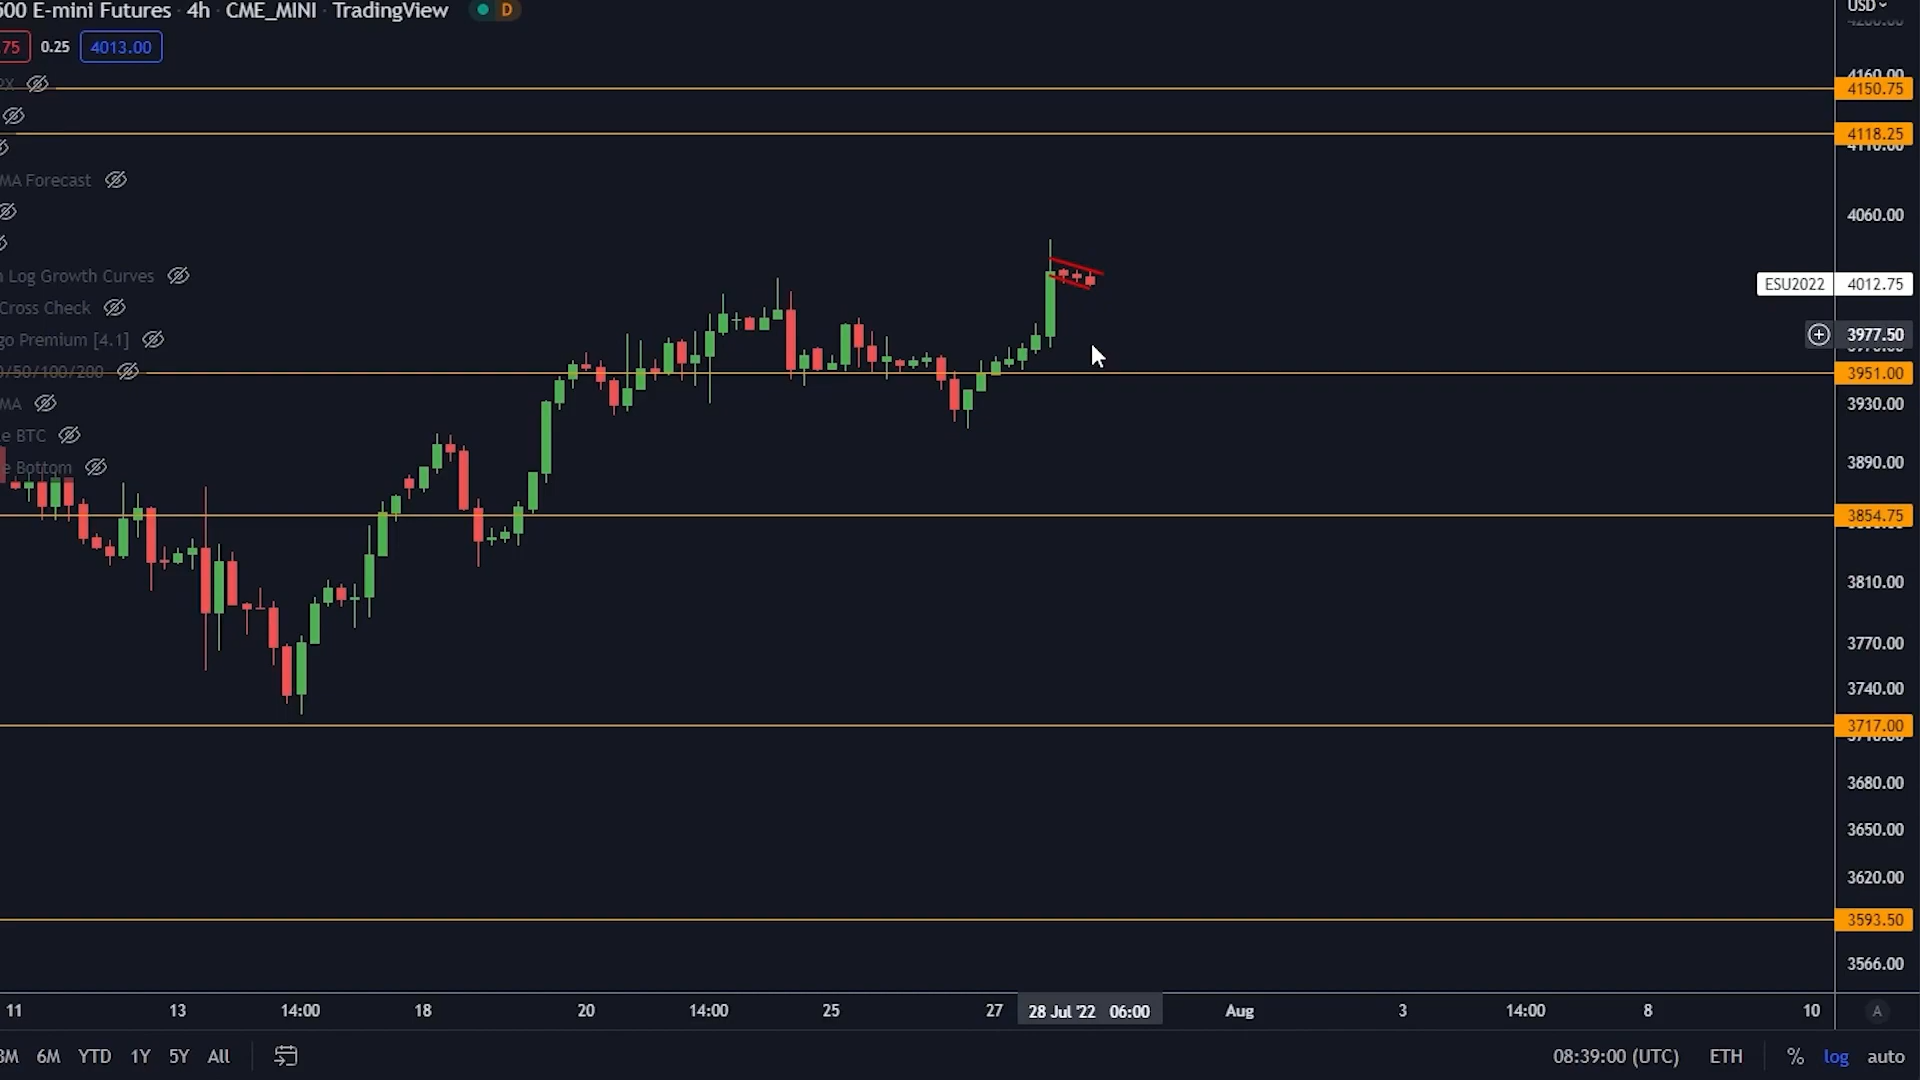 500 E-mini Futures · 4h · CME_MINI · TradingView D
75 0.25 4013.00
MA Forecast
Log Growth Curves
Cross Check
go Premium [4.1]
0/50/100/200
MA
e BTC
e Bottom
USD
4160.00
4150.75
4118.25
4110.00
4060.00
ESU2022 4012.75
3977.50
3951.00
3930.00
3890.00
3854.75
3810.00
3770.00
3740.00
3717.00
3680.00
3650.00
3620.00
3593.50
3566.00
11 13 14:00 18 20 14:00 25 27 28 Jul '22 06:00 Aug 3 14:00 8 10 A
3M 6M YTD 1Y 5Y All 08:39:00 (UTC) ETH % log auto